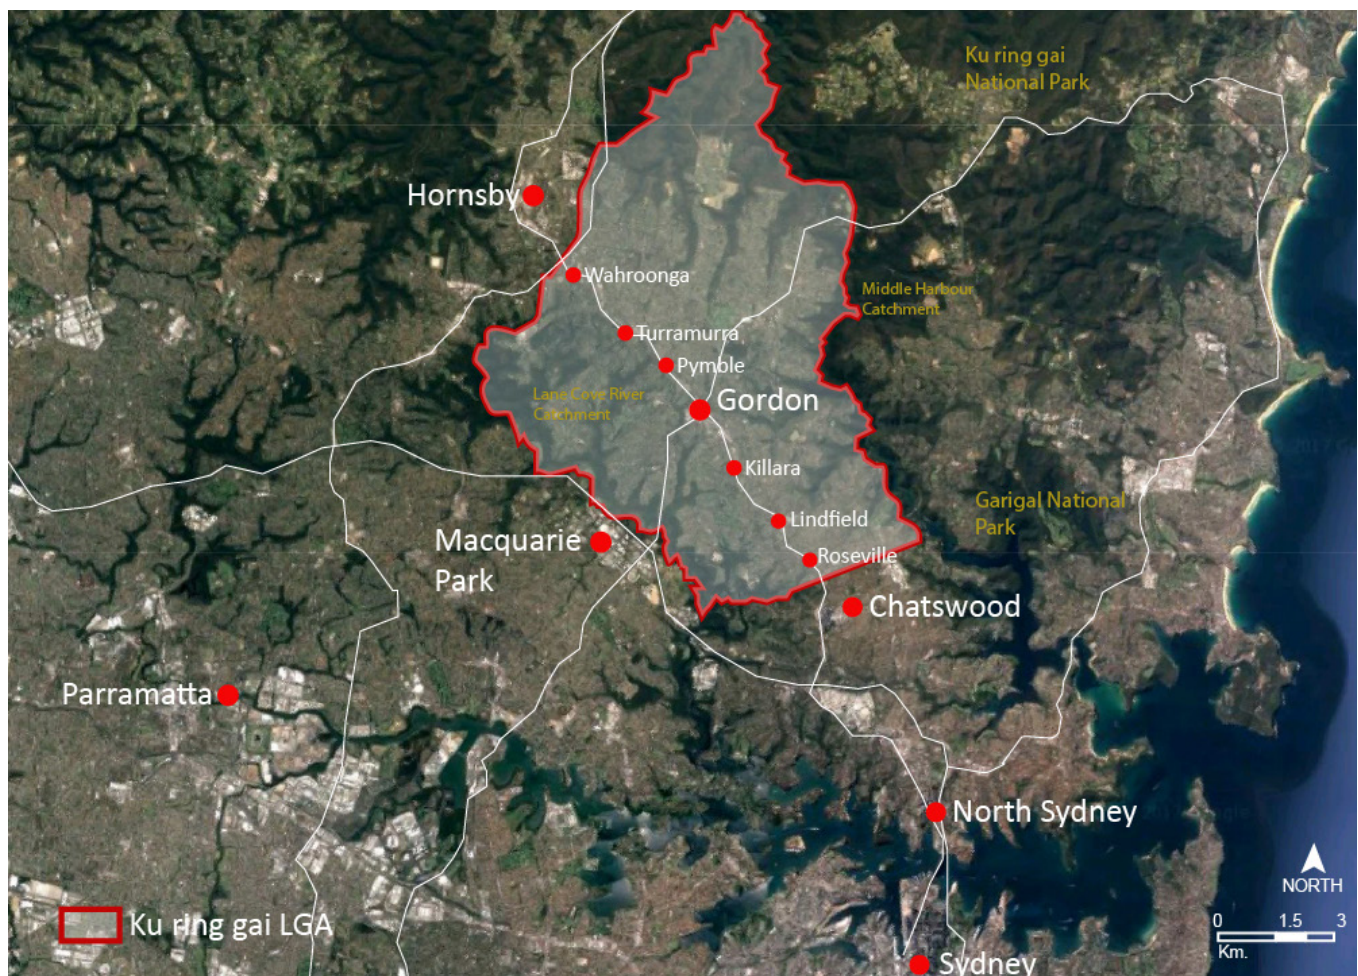 Ku ring gai
National Park
Hornsby
Wahroonga
Middle Harbour
Catchment
Turramurra
Pymble
Lane Cove River
Catchment
Gordon
Killara
Garigal National
Park
Lindfield
Macquarie
Park
Roseville
Chatswood
Parramatta
North Sydney
NORTH
0 1.5 3
Km.
Ku ring gai LGA
Sydney